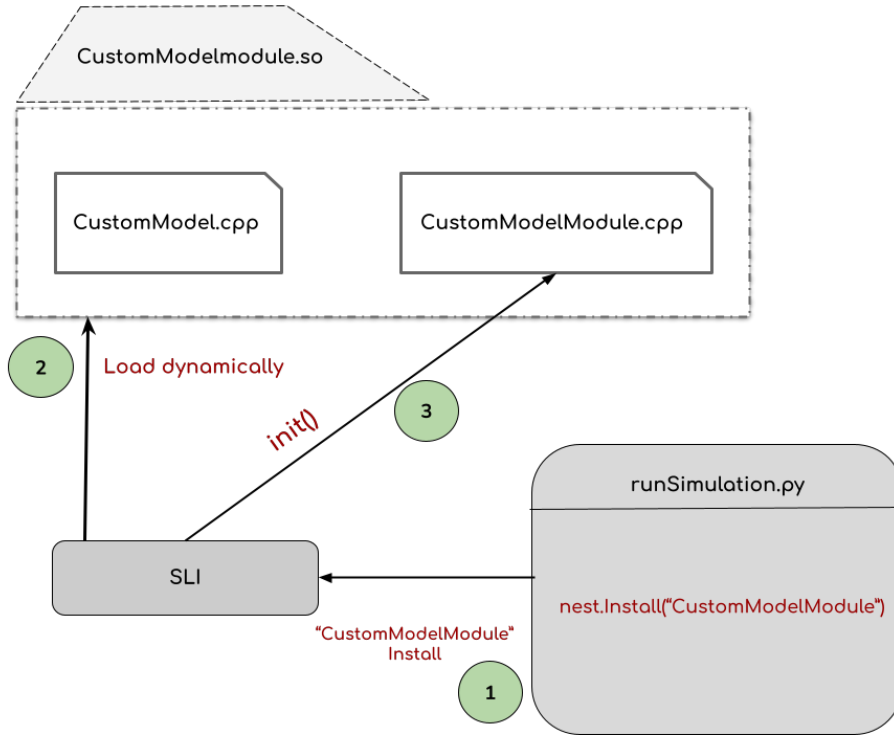 CustomModelmodule.so
CustomModel.cpp
CustomModelModule.cpp
2
Load dynamically
3
init()
runSimulation.py
SLI
nest.Install(“CustomModelModule”)
“CustomModelModule”
Install
1